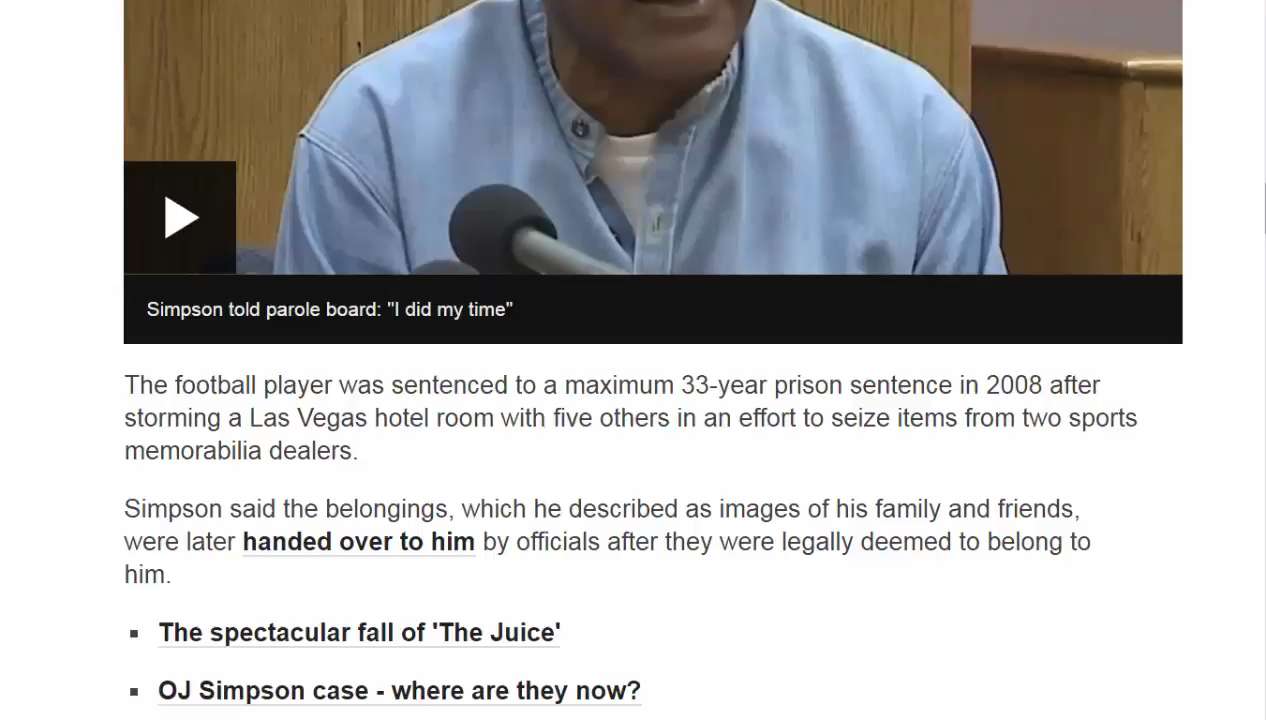 Simpson told parole board: "I did my time"
The football player was sentenced to a maximum 33-year prison sentence in 2008 after
storming a Las Vegas hotel room with five others in an effort to seize items from two sports
memorabilia dealers.
Simpson said the belongings, which he described as images of his family and friends,
were later handed over to him by officials after they were legally deemed to belong to
him.
The spectacular fall of 'The Juice'
OJ Simpson case - where are they now?